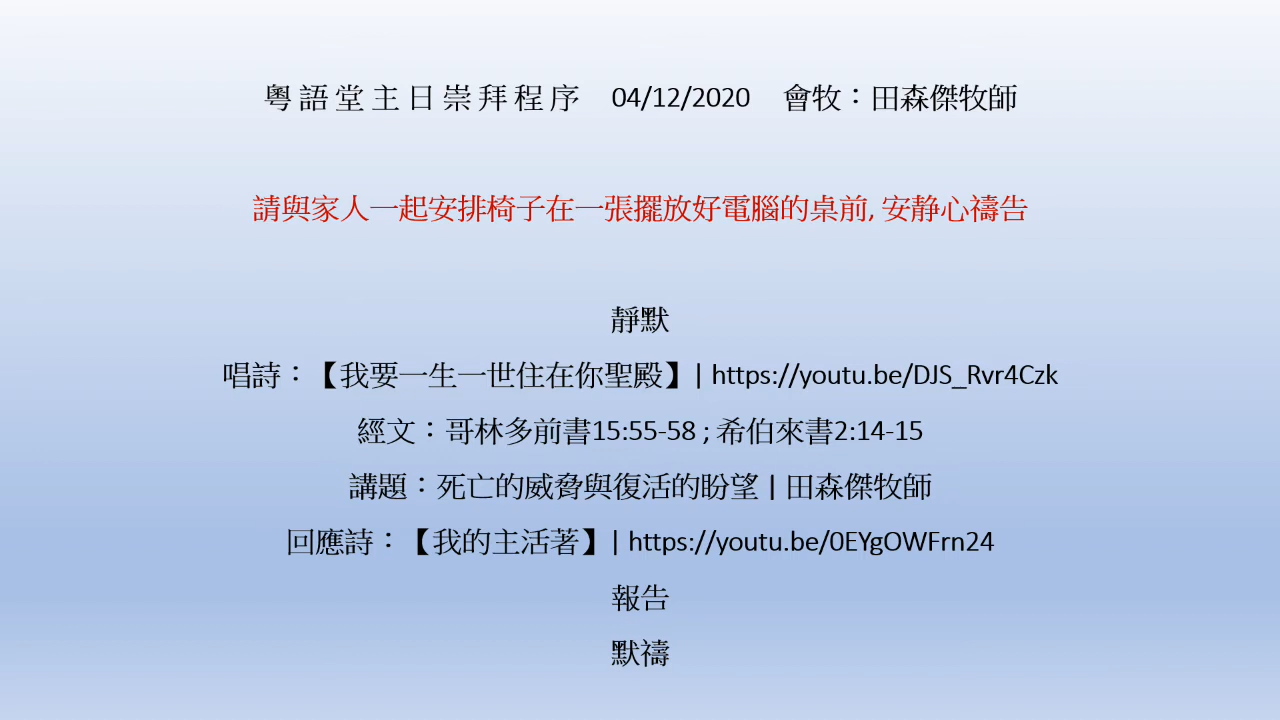 粵語堂主日崇拜程序 04/12/2020 會牧：田森傑牧師
請與家人一起安排椅子在一張擺放好電腦的桌前, 安静心禱告
靜默
唱詩：【我要一生一世住在你聖殿】| https://youtu.be/DJS_Rvr4Czk
經文：哥林多前書15:55-58 ; 希伯來書2:14-15
講題：死亡的威脅與復活的盼望 | 田森傑牧師
回應詩：【我的主活著】| https://youtu.be/0EYgOWFrn24
報告
默禱